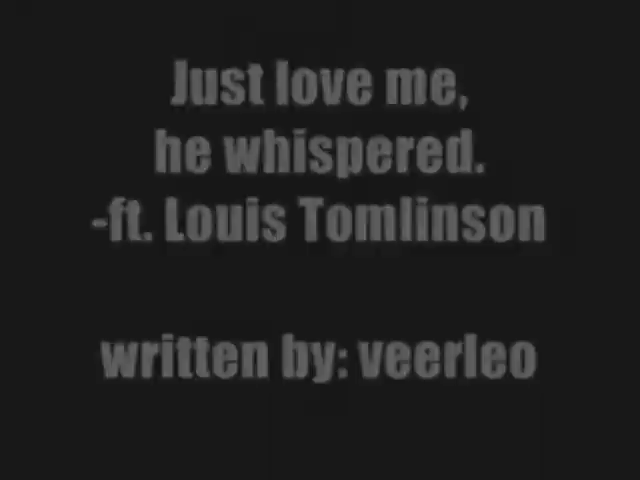 Just love me,
he whispered.
-ft. Louis Tomlinson
written by: veerleo